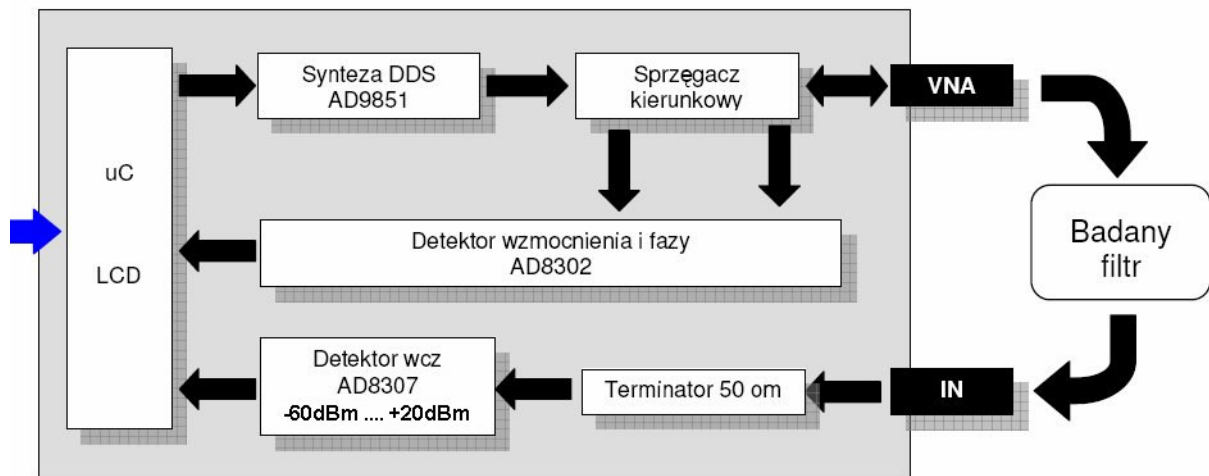 uC
LCD
Synteza DDS
AD9851
Sprzęgacz
kierunkowy
VNA
Detektor wzmocnienia i fazy
AD8302
Badany
filtr
Detektor wcz
AD8307
-60dBm .... +20dBm
Terminator 50 om
IN